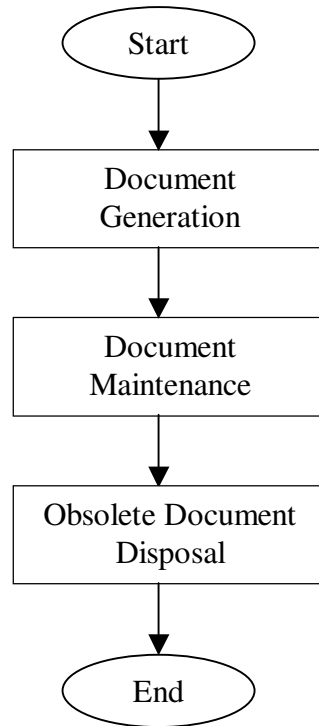 Start
Document
Generation
Document
Maintenance
Obsolete Document
Disposal
End